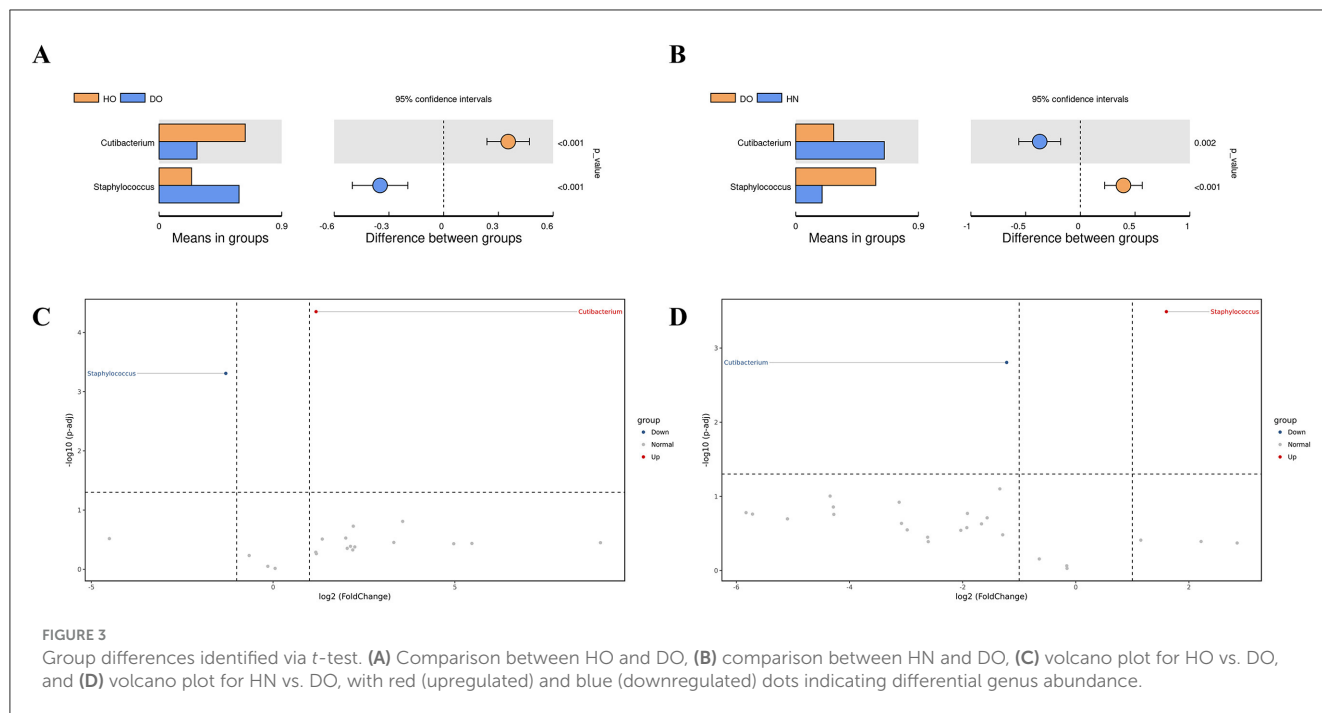 A
HO DO
95% confidence intervals
Cutibacterium
<0.001
Staphylococcus
<0.001
p_value
0 0.9
-0.6 -0.3 0 0.3 0.6
Means in groups
Difference between groups
B
DO HN
95% confidence intervals
Cutibacterium
0.002
Staphylococcus
<0.001
p_value
0 0.9
-1 -0.5 0 0.5 1
Means in groups
Difference between groups
C
Cutibacterium
Staphylococcus
4
3
2
1
0
-log10 (p-adj)
-5 0 5
log2 (FoldChange)
group
Down
Normal
Up
D
Staphylococcus
Cutibacterium
3
2
1
0
-log10 (p-adj)
-6 -4 -2 0 2
log2 (FoldChange)
group
Down
Normal
Up
FIGURE 3
Group differences identified via t-test. (A) Comparison between HO and DO, (B) comparison between HN and DO, (C) volcano plot for HO vs. DO,
and (D) volcano plot for HN vs. DO, with red (upregulated) and blue (downregulated) dots indicating differential genus abundance.